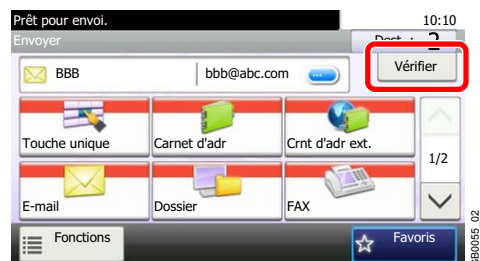 Prêt pour envoi. 10:10
Envoyer Dest. : 2
BBB bbb@abc.com Vérifier
Touche unique Carnet d'adr Crnt d'adr ext.
1/2
E-mail Dossier FAX
Fonctions Favoris
GB0055_02